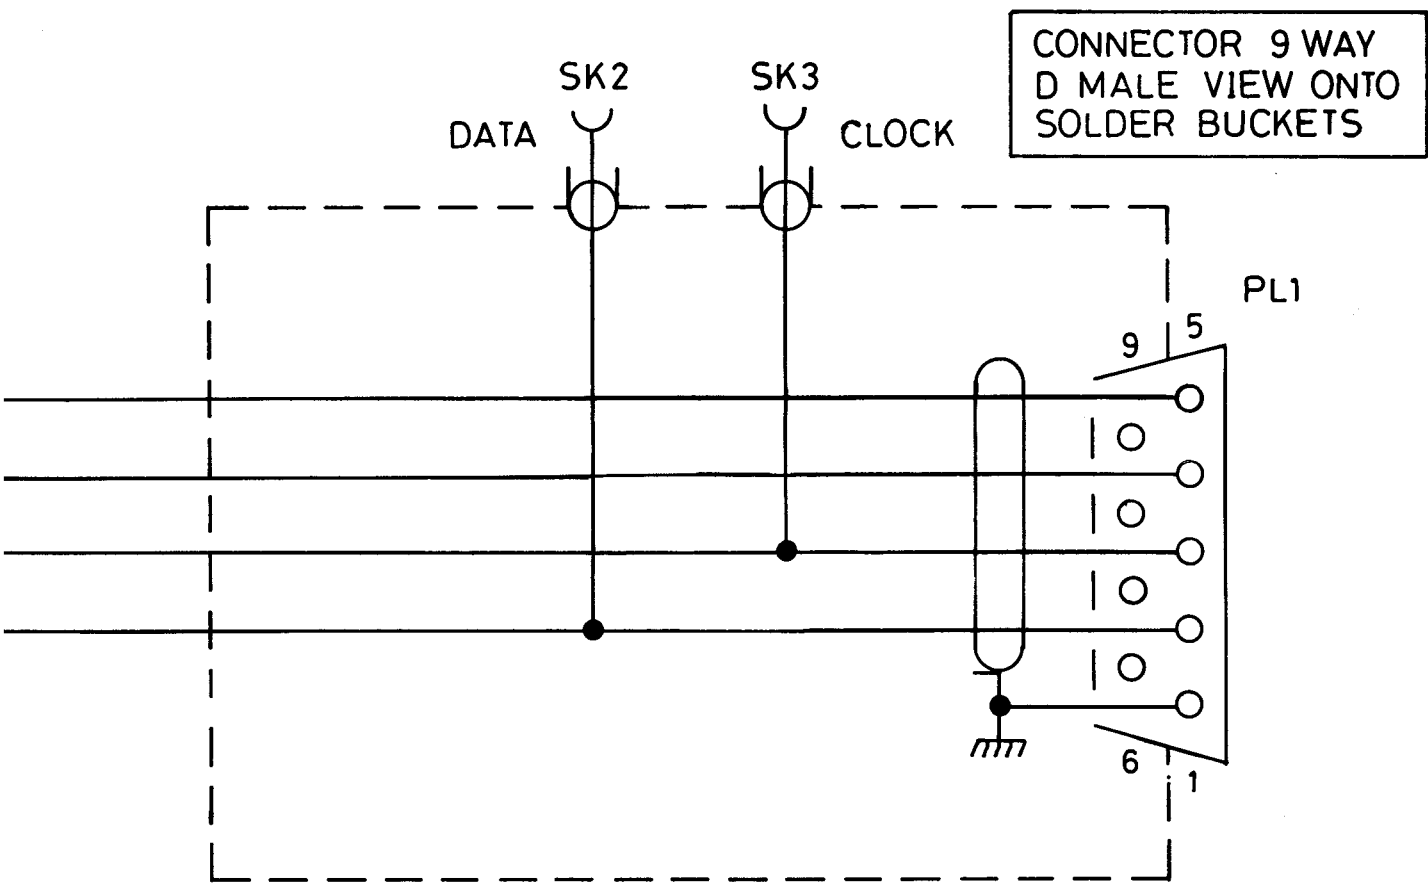 CONNECTOR 9 WAY
D MALE VIEW ONTO
SOLDER BUCKETS
SK2
SK3
DATA
CLOCK
PL1
9
5
6
1